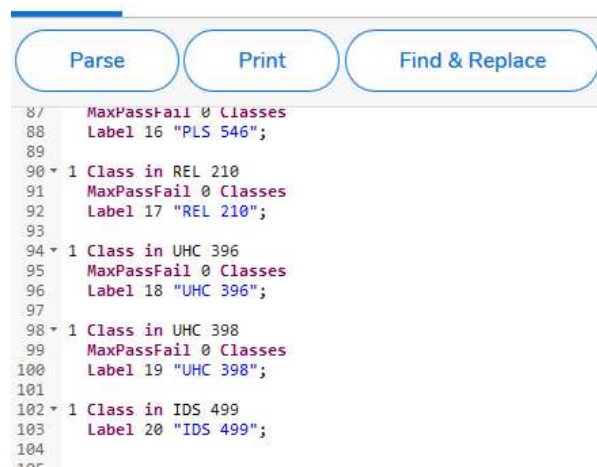 Parse Print Find & Replace
87 MaxPassFail 0 Classes
88 Label 16 "PLS 546";
89
90 1 Class in REL 210
91 MaxPassFail 0 Classes
92 Label 17 "REL 210";
93
94 1 Class in UHC 396
95 MaxPassFail 0 Classes
96 Label 18 "UHC 396";
97
98 1 Class in UHC 398
99 MaxPassFail 0 Classes
100 Label 19 "UHC 398";
101
102 1 Class in IDS 499
103 Label 20 "IDS 499";
104
105